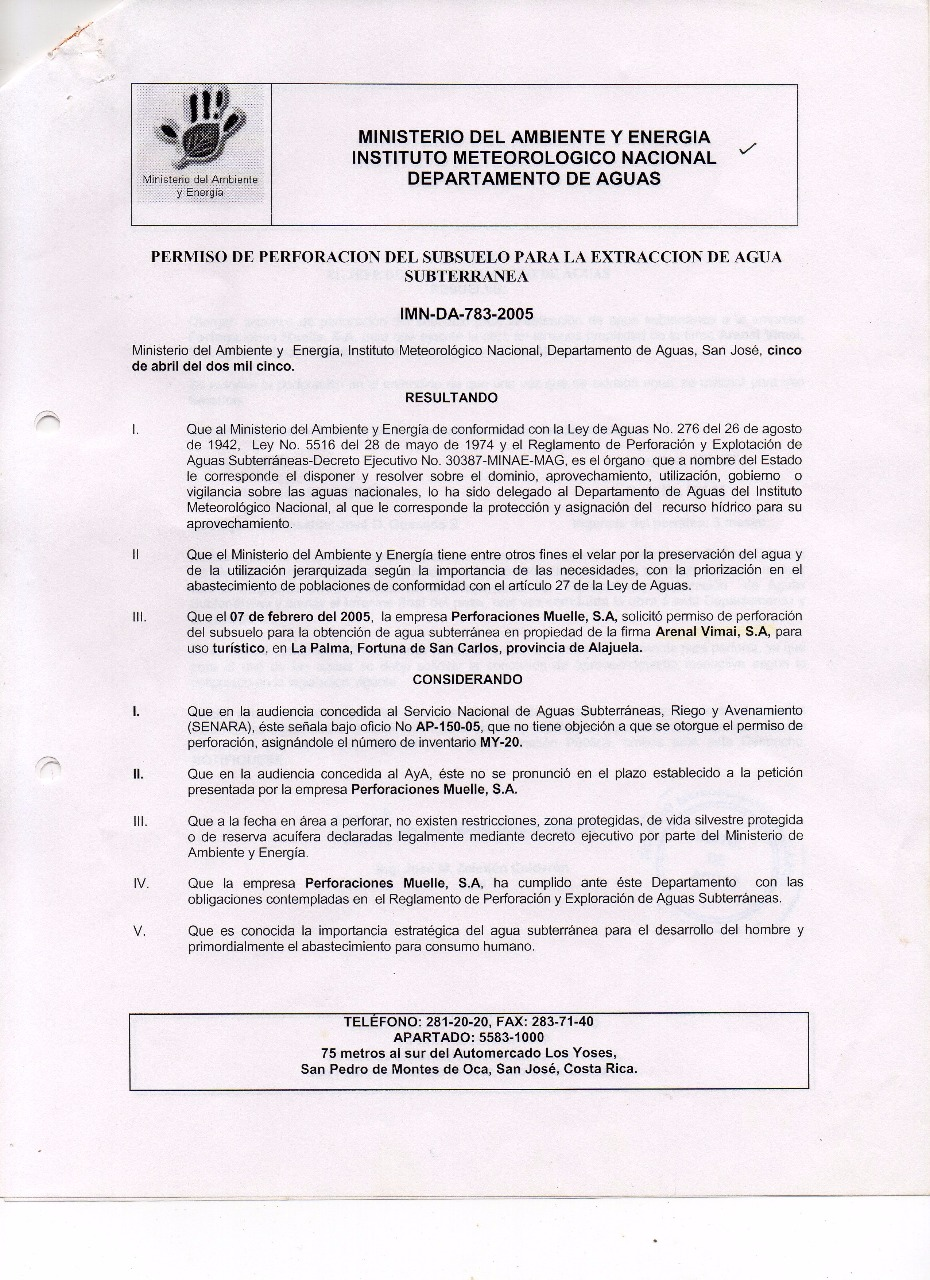 Ministerio del Ambiente
y Energía
MINISTERIO DEL AMBIENTE Y ENERGIA
INSTITUTO METEOROLOGICO NACIONAL
DEPARTAMENTO DE AGUAS
PERMISO DE PERFORACION DEL SUBSUELO PARA LA EXTRACCION DE AGUA
SUBTERRANEA
IMN-DA-783-2005
Ministerio del Ambiente y Energía, Instituto Meteorológico Nacional, Departamento de Aguas, San José, cinco
de abril del dos mil cinco.
RESULTANDO
I. Que al Ministerio del Ambiente y Energía de conformidad con la Ley de Aguas No. 276 del 26 de agosto
de 1942, Ley No. 5516 del 28 de mayo de 1974 y el Reglamento de Perforación y Explotación de
Aguas Subterráneas-Decreto Ejecutivo No. 30387-MINAE-MAG, es el órgano que a nombre del Estado
le corresponde el disponer y resolver sobre el dominio, aprovechamiento, utilización, gobierno o
vigilancia sobre las aguas nacionales, lo ha sido delegado al Departamento de Aguas del Instituto
Meteorológico Nacional, al que le corresponde la protección y asignación del recurso hídrico para su
aprovechamiento.
II Que el Ministerio del Ambiente y Energía tiene entre otros fines el velar por la preservación del agua y
de la utilización jerarquizada según la importancia de las necesidades, con la priorización en el
abastecimiento de poblaciones de conformidad con el artículo 27 de la Ley de Aguas.
III. Que el 07 de febrero del 2005, la empresa Perforaciones Muelle, S.A, solicitó permiso de perforación
del subsuelo para la obtención de agua subterránea en propiedad de la firma Arenal Vimai, S.A, para
uso turístico, en La Palma, Fortuna de San Carlos, provincia de Alajuela.
CONSIDERANDO
I. Que en la audiencia concedida al Servicio Nacional de Aguas Subterráneas, Riego y Avenamiento
(SENARA), éste señala bajo oficio No AP-150-05, que no tiene objeción a que se otorgue el permiso de
perforación, asignándole el número de inventario MY-20.
II. Que en la audiencia concedida al AyA, éste no se pronunció en el plazo establecido a la petición
presentada por la empresa Perforaciones Muelle, S.A.
III. Que a la fecha en área a perforar, no existen restricciones, zona protegidas, de vida silvestre protegida
o de reserva acuífera declaradas legalmente mediante decreto ejecutivo por parte del Ministerio de
Ambiente y Energía.
IV. Que la empresa Perforaciones Muelle, S.A, ha cumplido ante éste Departamento con las
obligaciones contempladas en el Reglamento de Perforación y Exploración de Aguas Subterráneas.
V. Que es conocida la importancia estratégica del agua subterránea para el desarrollo del hombre y
primordialmente el abastecimiento para consumo humano.
TELÉFONO: 281-20-20, FAX: 283-71-40
APARTADO: 5583-1000
75 metros al sur del Automercado Los Yoses,
San Pedro de Montes de Oca, San José, Costa Rica.